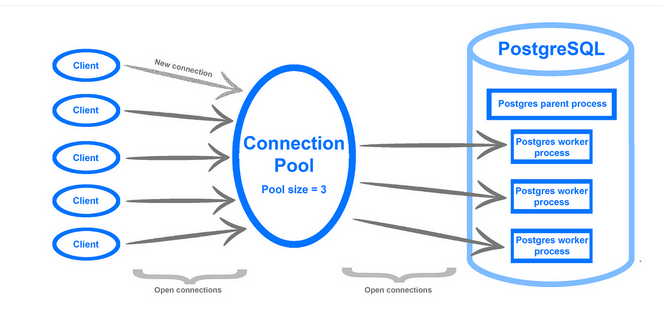 PostgreSQL
Client
New connection
Client
Client
Client
Client
Connection
Pool
Pool size = 3
Postgres parent process
Postgres worker
process
Postgres worker
process
Postgres worker
process
Open connections
Open connections